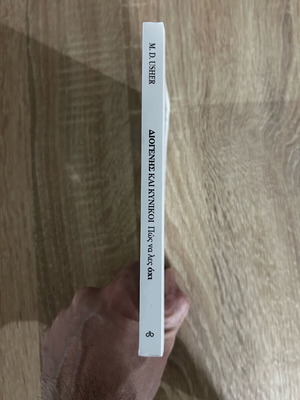 M. D. USHER
ΔΙΟΓΕΝΗΣ ΚΑΙ ΚΥΝΙΚΟΙ Πώς να λες όχι